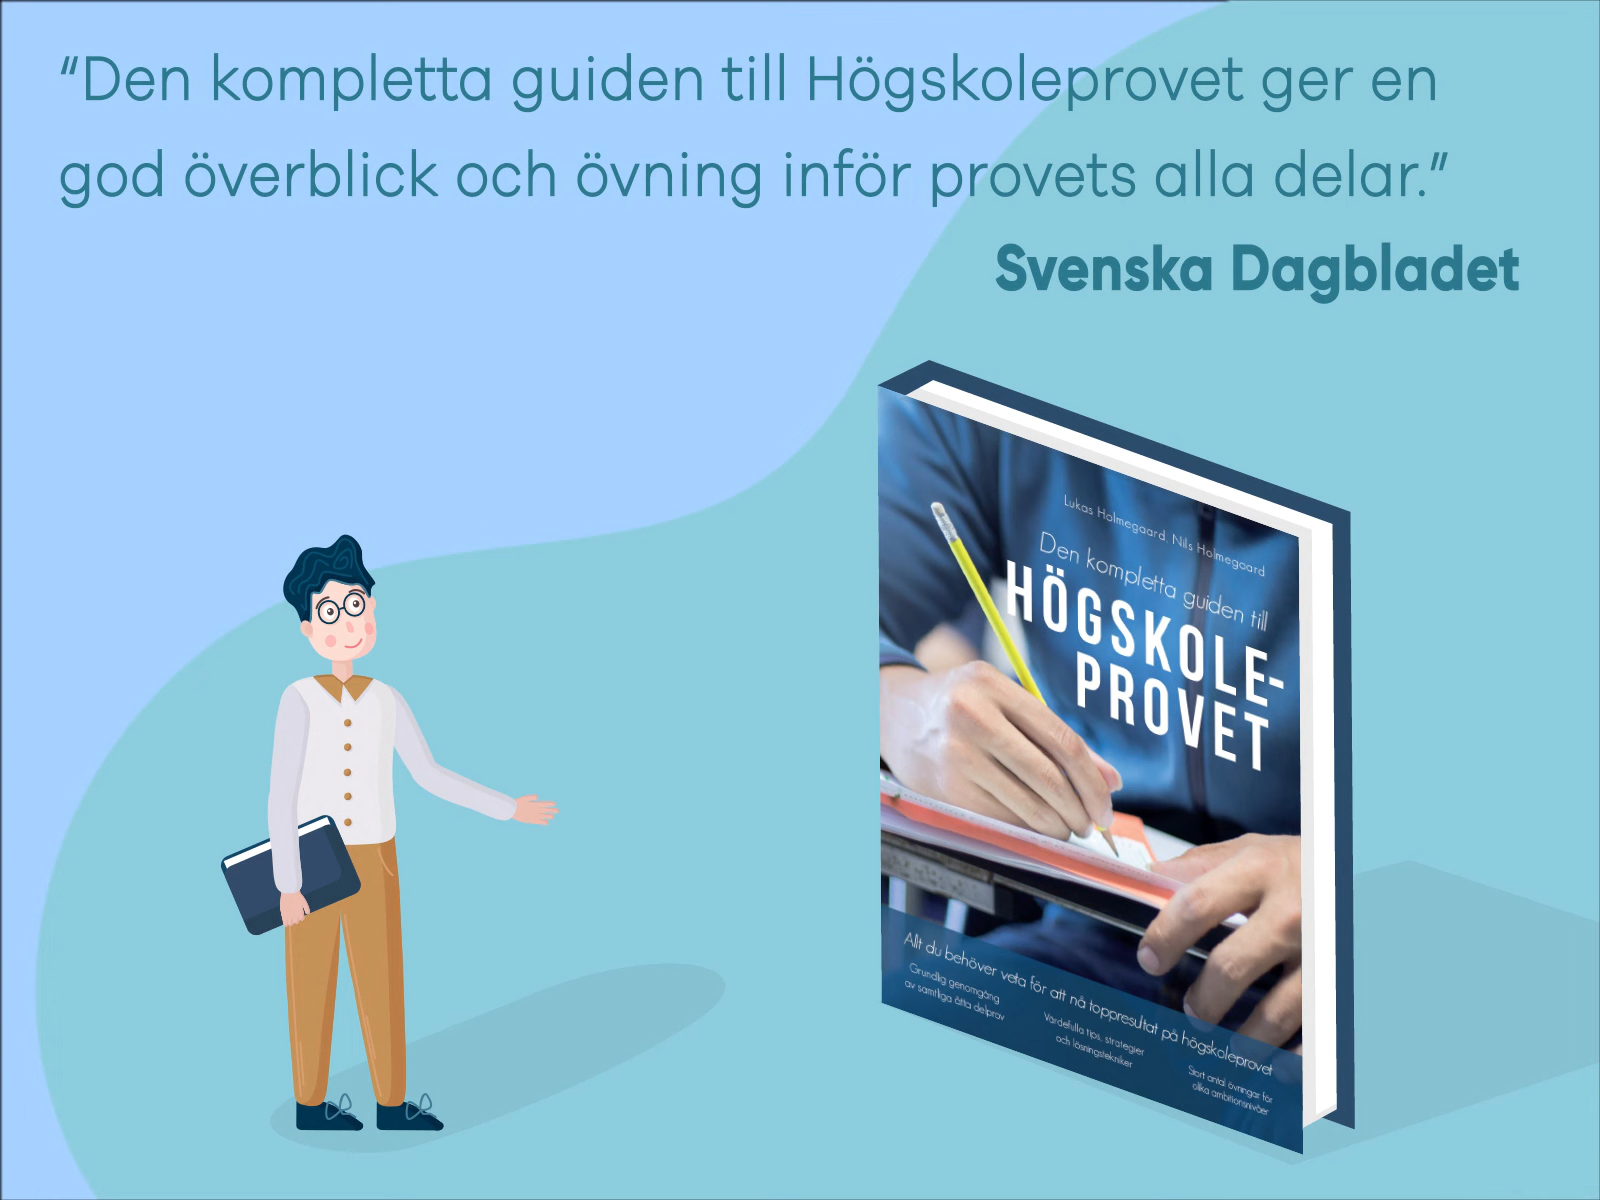 “Den kompletta guiden till Högskoleprovet ger en
god överblick och övning inför provets alla delar.”
Svenska Dagbladet
Lukas Holmegaard, Nils Holmegaard
Den kompletta guiden till
HÖGSKOLE-
PROVET
Allt du behöver veta för att nå toppresultat på högskoleprovet
Grundlig genomgång
av samtliga åtta delprov
Värdefulla tips, strategier
och lösningstekniker
Stort antal övningar för
olika ambitionsnivåer